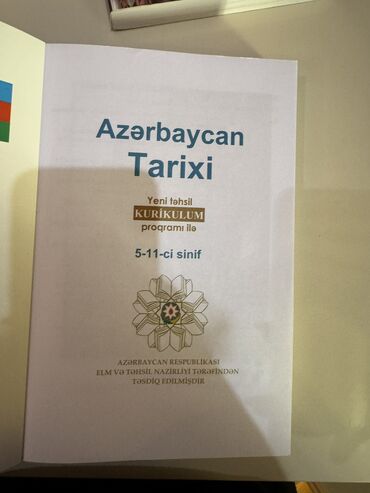 Azərbaycan
Tarixi
Yeni təhsil
KURİKULUM
proqramı ilə
5-11-ci sinif
AZƏRBAYCAN RESPUBLİKASI
ELM VƏ TƏHSİL NAZİRLİYİ TƏRƏFİNDƏN
TƏSDİQ EDİLMİŞDİR